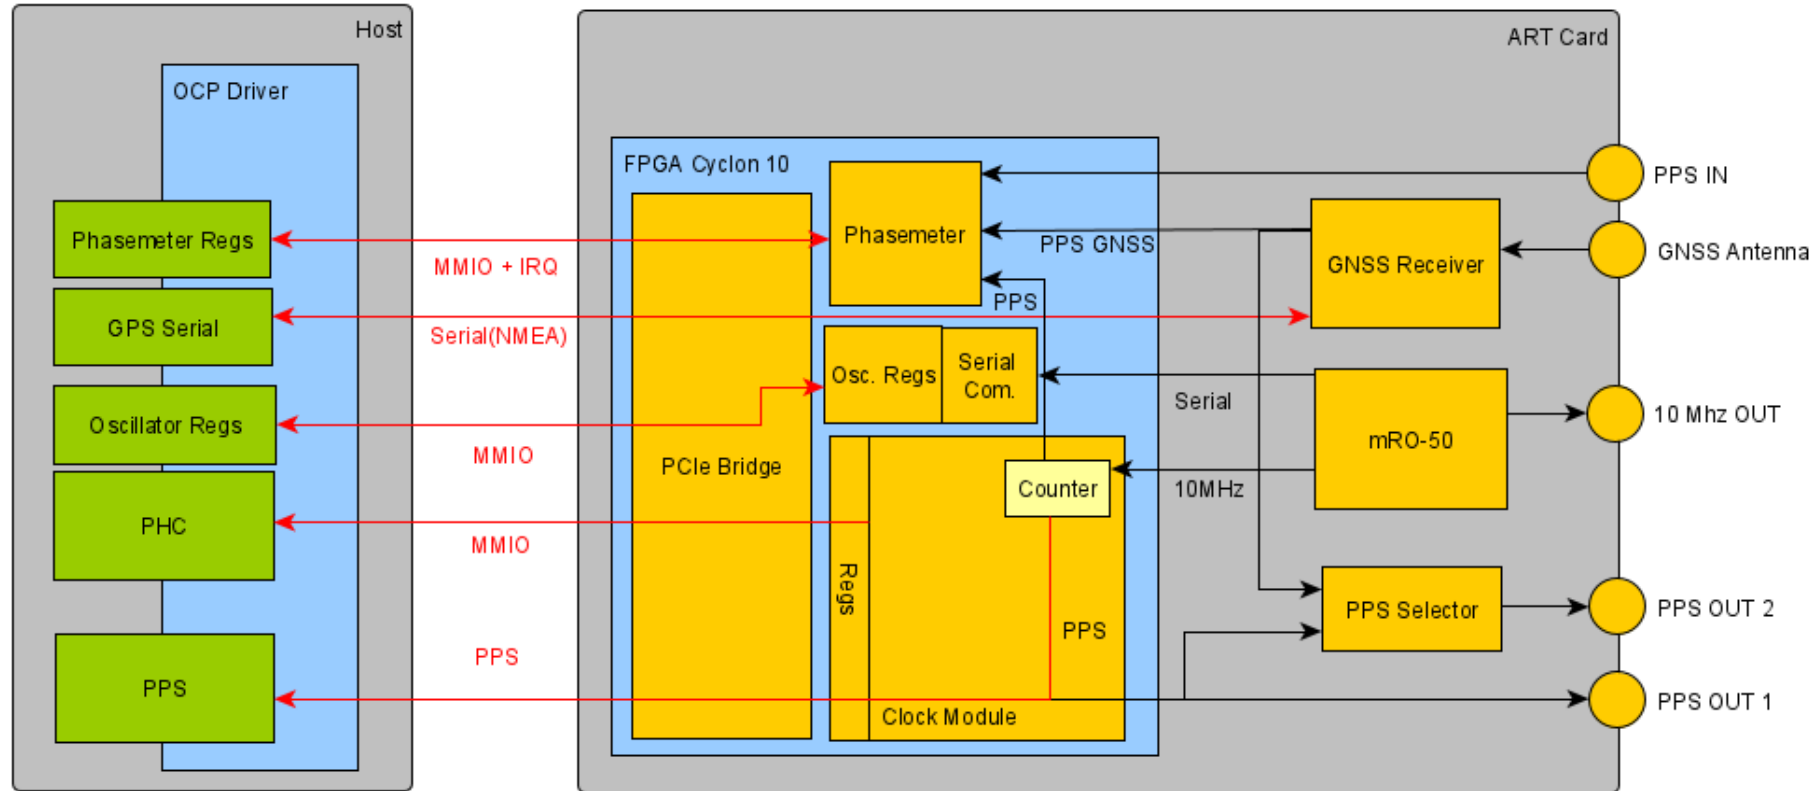 Host
OCP Driver
Phasemeter Regs
GPS Serial
Oscillator Regs
PHC
PPS
MMIO + IRQ
Serial(NMEA)
MMIO
MMIO
PPS
ART Card
FPGA Cyclon 10
PCIe Bridge
Phasemeter
PPS GNSS
PPS
Osc. Regs
Serial
Com.
Serial
10MHz
Counter
Regs
PPS
Clock Module
GNSS Receiver
mRO-50
PPS Selector
PPS IN
GNSS Antenna
10 Mhz OUT
PPS OUT 2
PPS OUT 1